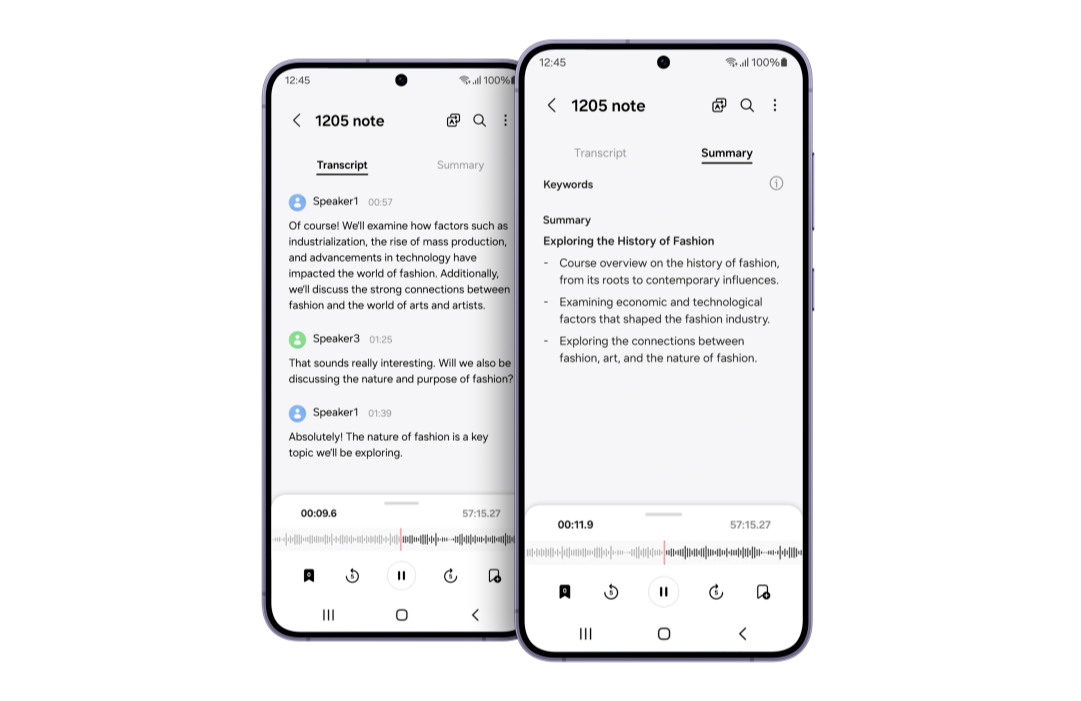 12:45
100%
1205 note
Transcript
Summary
Speaker1 00:57
Of course! We'll examine how factors such as
industrialization, the rise of mass production,
and advancements in technology have
impacted the world of fashion. Additionally,
we'll discuss the strong connections between
fashion and the world of arts and artists.
Speaker3 01:25
That sounds really interesting. Will we also be
discussing the nature and purpose of fashion?
Speaker1 01:39
Absolutely! The nature of fashion is a key
topic we'll be exploring.
00:09.6
57:15.27
0
5
5
12:45
100%
1205 note
Transcript
Summary
Keywords
Summary
Exploring the History of Fashion
- Course overview on the history of fashion,
from its roots to contemporary influences.
- Examining economic and technological
factors that shaped the fashion industry.
- Exploring the connections between
fashion, art, and the nature of fashion.
00:11.9
57:15.27
0
5
5